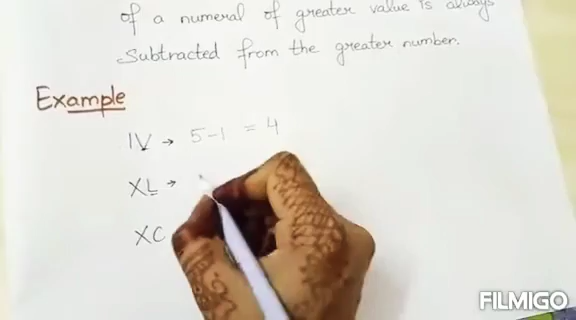 of a numeral of greater value is always
Subtracted from the greater number.
Example
IV → 5-1 = 4
XL →
XC
FILMIGO